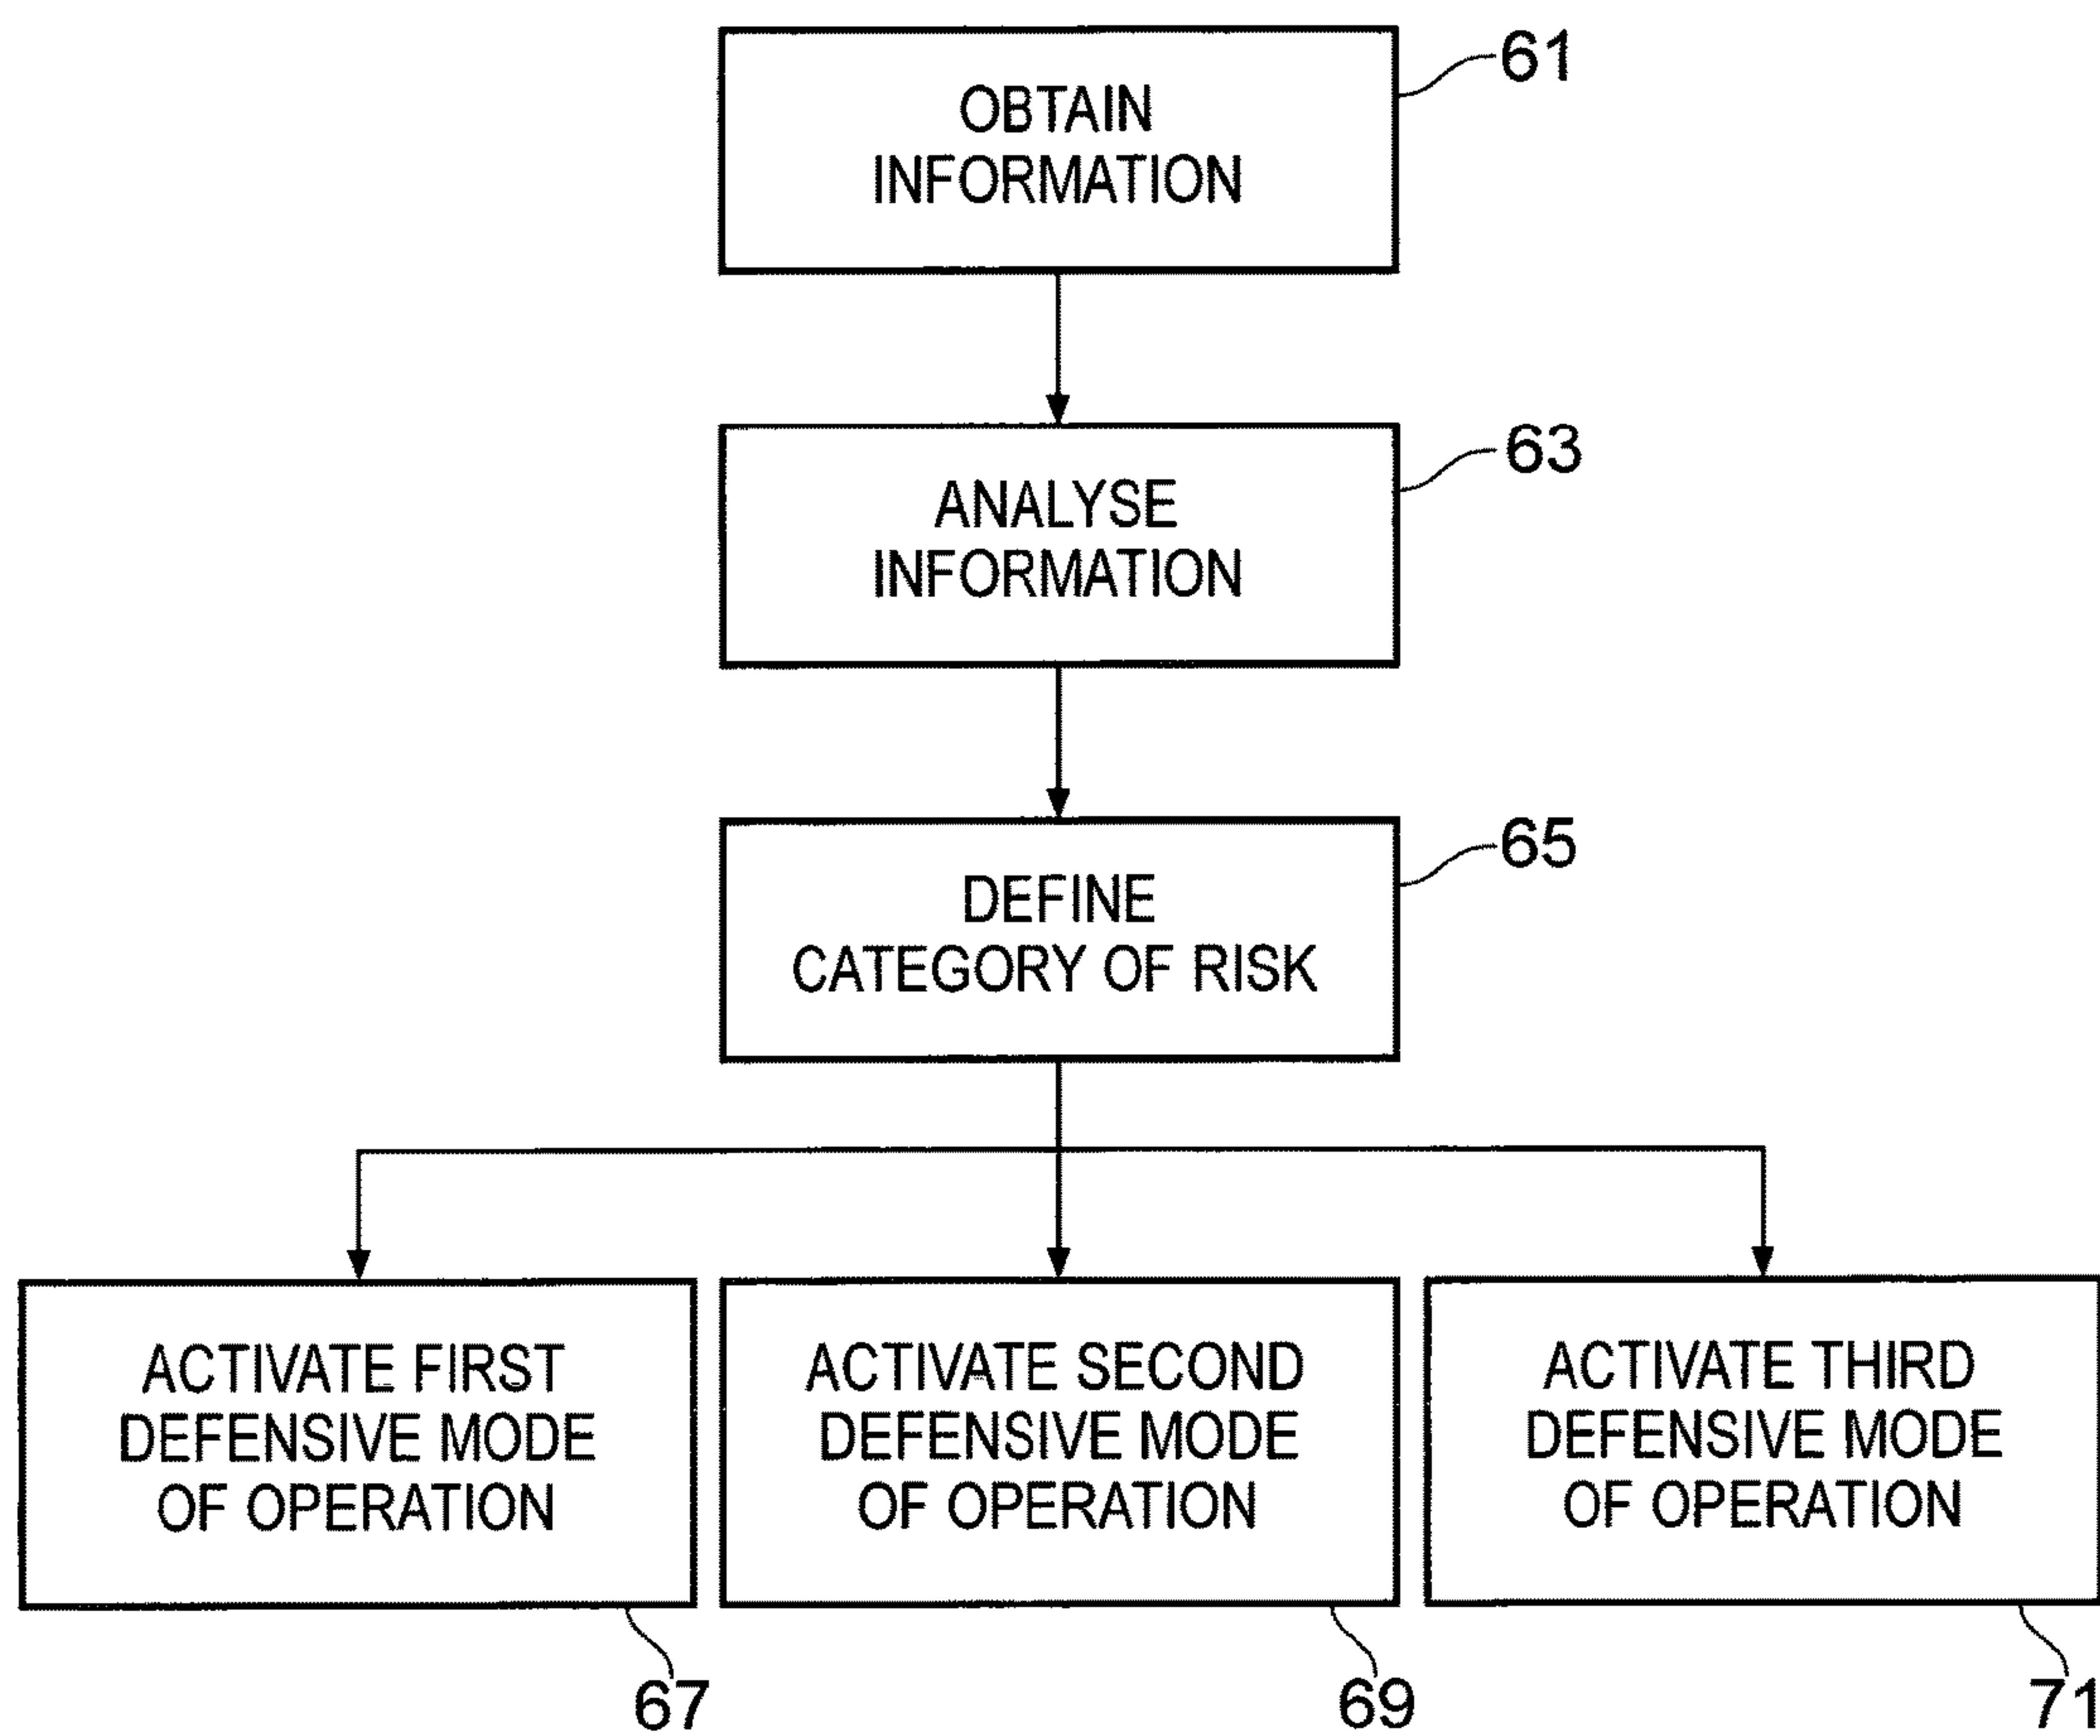 OBTAIN
INFORMATION
61
ANALYSE
INFORMATION
63
DEFINE
CATEGORY OF RISK
65
ACTIVATE FIRST
DEFENSIVE MODE
OF OPERATION
67
ACTIVATE SECOND
DEFENSIVE MODE
OF OPERATION
69
ACTIVATE THIRD
DEFENSIVE MODE
OF OPERATION
71